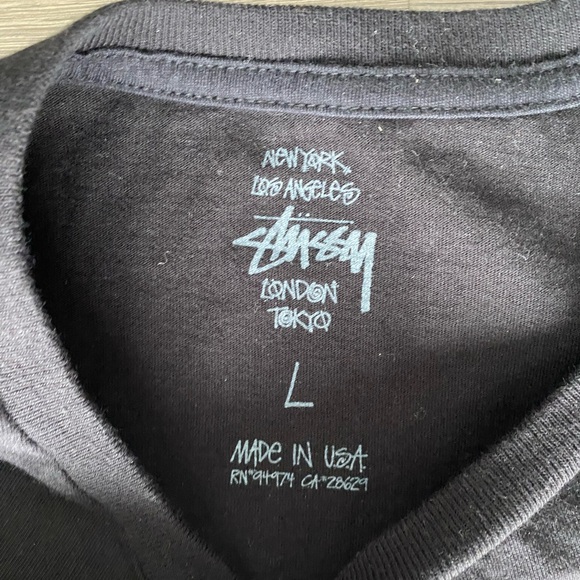 NEW YORK
LOS ANGELES
STÜSSY
LONDON
TOKYO
L
MADE IN U.S.A.
RN#94974 CA#28629